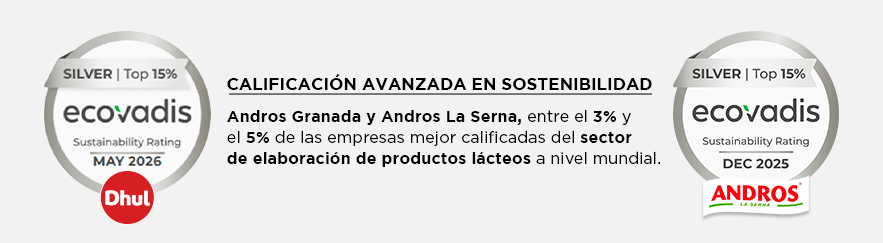 SILVER | Top 15%
ecovadis
Sustainability Rating
MAY 2026
Dhul
CALIFICACIÓN AVANZADA EN SOSTENIBILIDAD
Andros Granada y Andros La Serna, entre el 3% y
el 5% de las empresas mejor calificadas del sector
de elaboración de productos lácteos a nivel mundial.
SILVER | Top 15%
ecovadis
Sustainability Rating
DEC 2025
ANDROS
LA SERNA